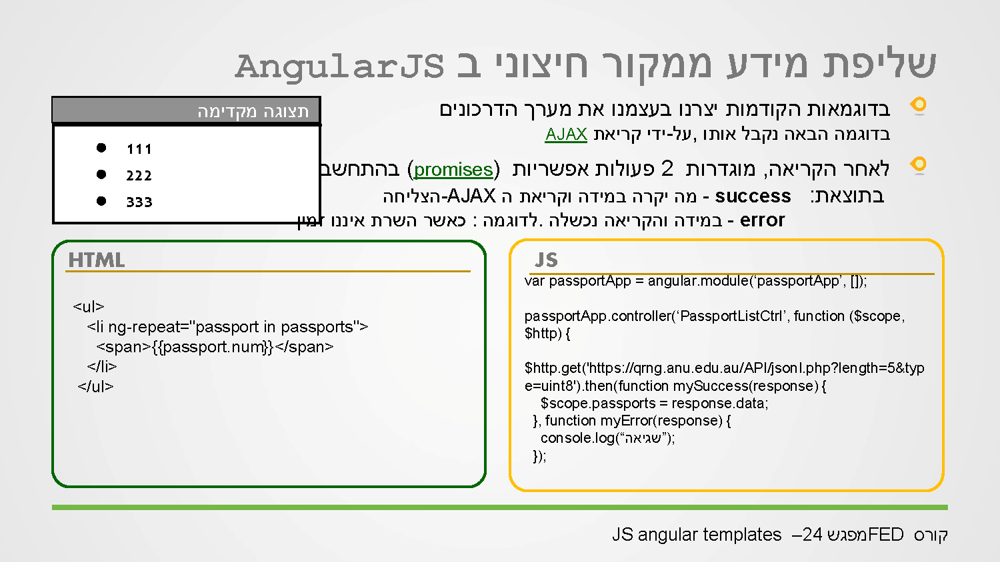 שליפת מידע ממקור חיצוני ב AngularJS
תצוגה מקדימה
111
222
333
בדוגמאות הקודמות יצרנו בעצמנו את מערך הדרכונים
בדוגמה הבאה נקבל אותו, על-ידי קריאת AJAX
לאחר הקריאה, מוגדרות 2 פעולות אפשריות (promises) בהתחשב
בתוצאת: success - מה יקרה במידה וקריאת ה AJAX-הצליחה
error - במידה והקריאה נכשלה. לדוגמה : כאשר השרת איננו זמין
HTML
<ul>
<li ng-repeat="passport in passports">
<span>{{passport.num}}</span>
</li>
</ul>
JS
var passportApp = angular.module(‘passportApp’, []);
passportApp.controller(‘PassportListCtrl’, function ($scope,
$http) {
$http.get('https://qrng.anu.edu.au/API/jsonI.php?length=5&typ
e=uint8').then(function mySuccess(response) {
$scope.passports = response.data;
}, function myError(response) {
console.log(“שגיאה”);
});
קורס FED מפגש 24– JS angular templates